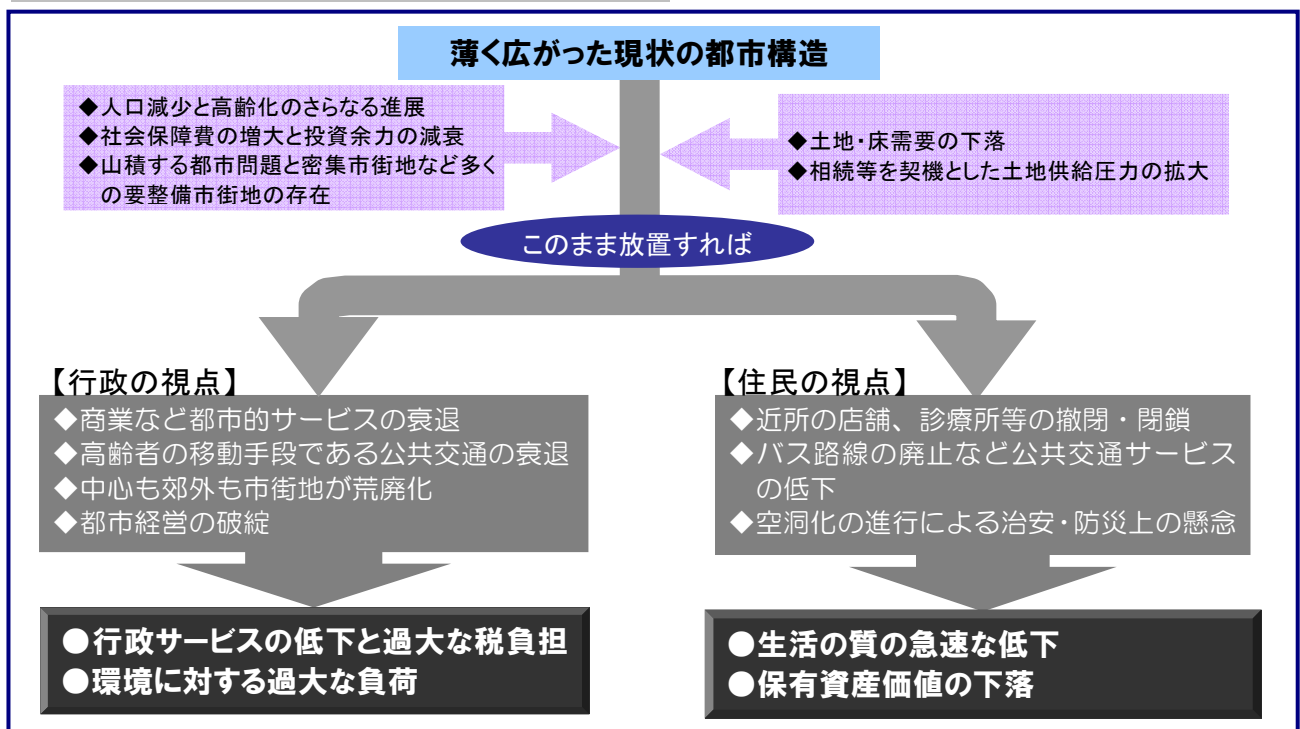 薄く広がった現状の都市構造
◆人口減少と高齢化のさらなる進展
◆社会保障費の増大と投資余力の減衰
◆山積する都市問題と密集市街地など多く
の要整備市街地の存在
◆土地・床需要の下落
◆相続等を契機とした土地供給圧力の拡大
このまま放置すれば
【行政の視点】
◆商業など都市的サービスの衰退
◆高齢者の移動手段である公共交通の衰退
◆中心も郊外も市街地が荒廃化
◆都市経営の破綻
●行政サービスの低下と過大な税負担
●環境に対する過大な負荷
【住民の視点】
◆近所の店舗、診療所等の撤閉・閉鎖
◆バス路線の廃止など公共交通サービス
の低下
◆空洞化の進行による治安・防災上の懸念
●生活の質の急速な低下
●保有資産価値の下落